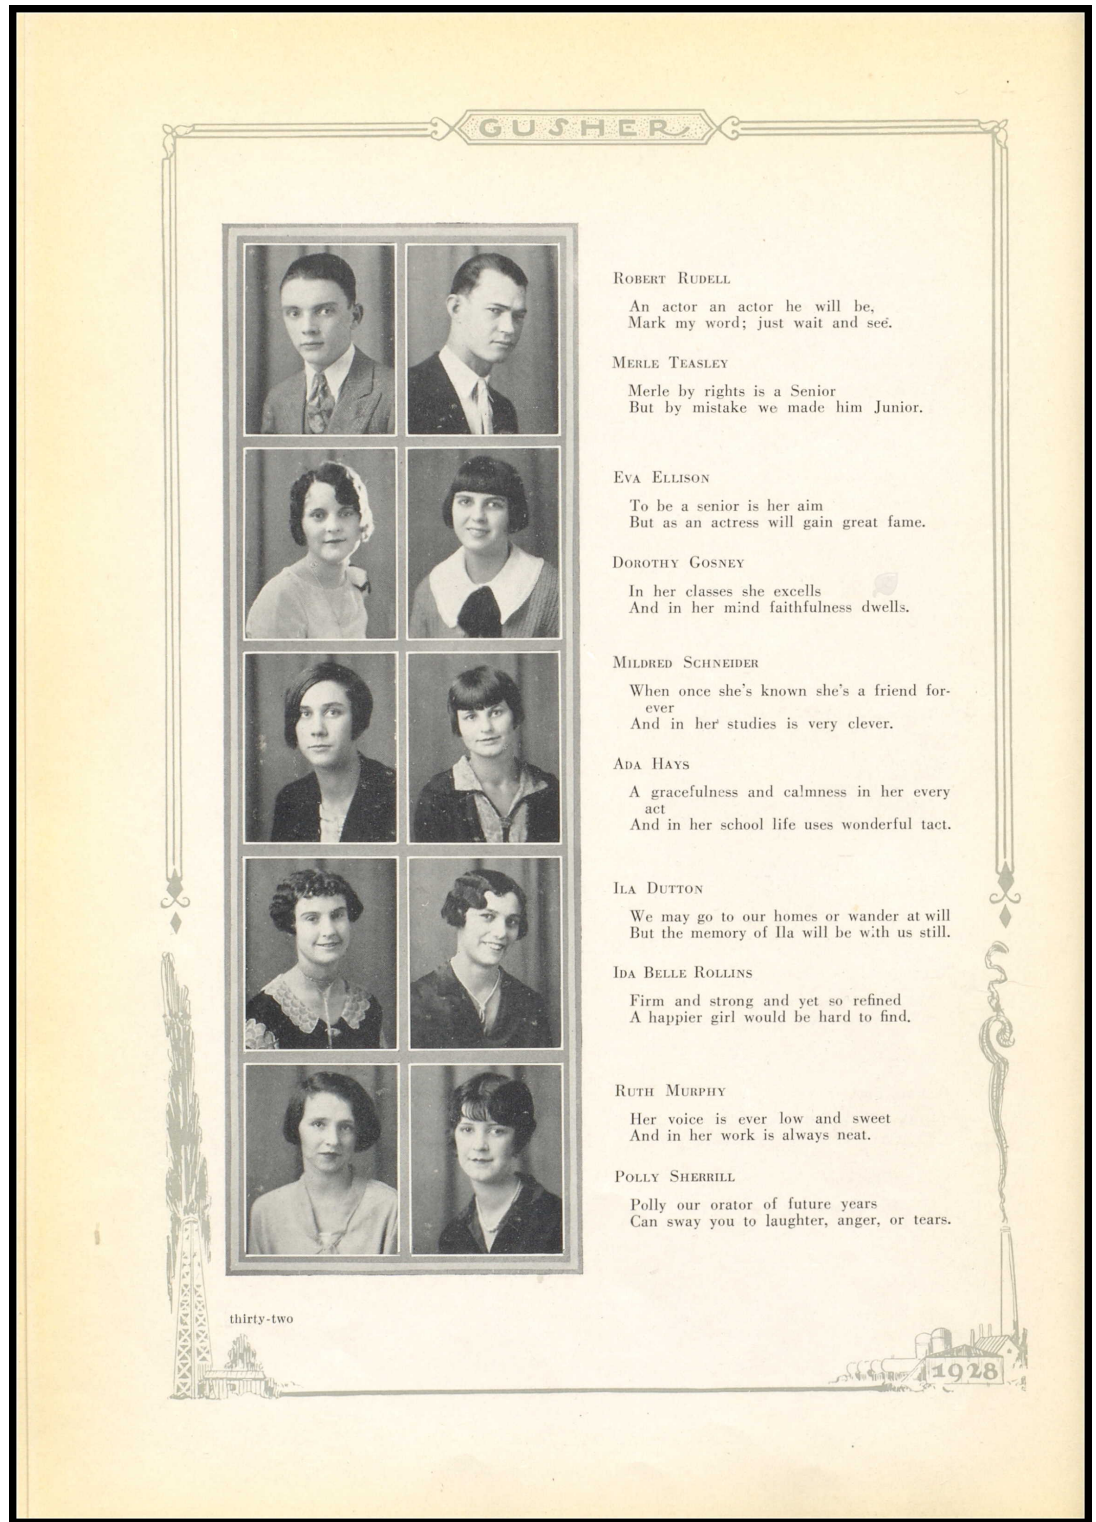 GUSHER
ROBERT RUDELL
An actor an actor he will be,
Mark my word; just wait and see.
MERLE TEASLEY
Merle by rights is a Senior
But by mistake we made him Junior.
EVA ELLISON
To be a senior is her aim
But as an actress will gain great fame.
DOROTHY GOSNEY
In her classes she excells
And in her mind faithfulness dwells.
MILDRED SCHNEIDER
When once she's known she's a friend for-
ever
And in her studies is very clever.
ADA HAYS
A gracefulness and calmness in her every
act
And in her school life uses wonderful tact.
ILA DUTTON
We may go to our homes or wander at will
But the memory of Ila will be with us still.
IDA BELLE ROLLINS
Firm and strong and yet so refined
A happier girl would be hard to find.
RUTH MURPHY
Her voice is ever low and sweet
And in her work is always neat.
POLLY SHERRILL
Polly our orator of future years
Can sway you to laughter, anger, or tears.
thirty-two
1928